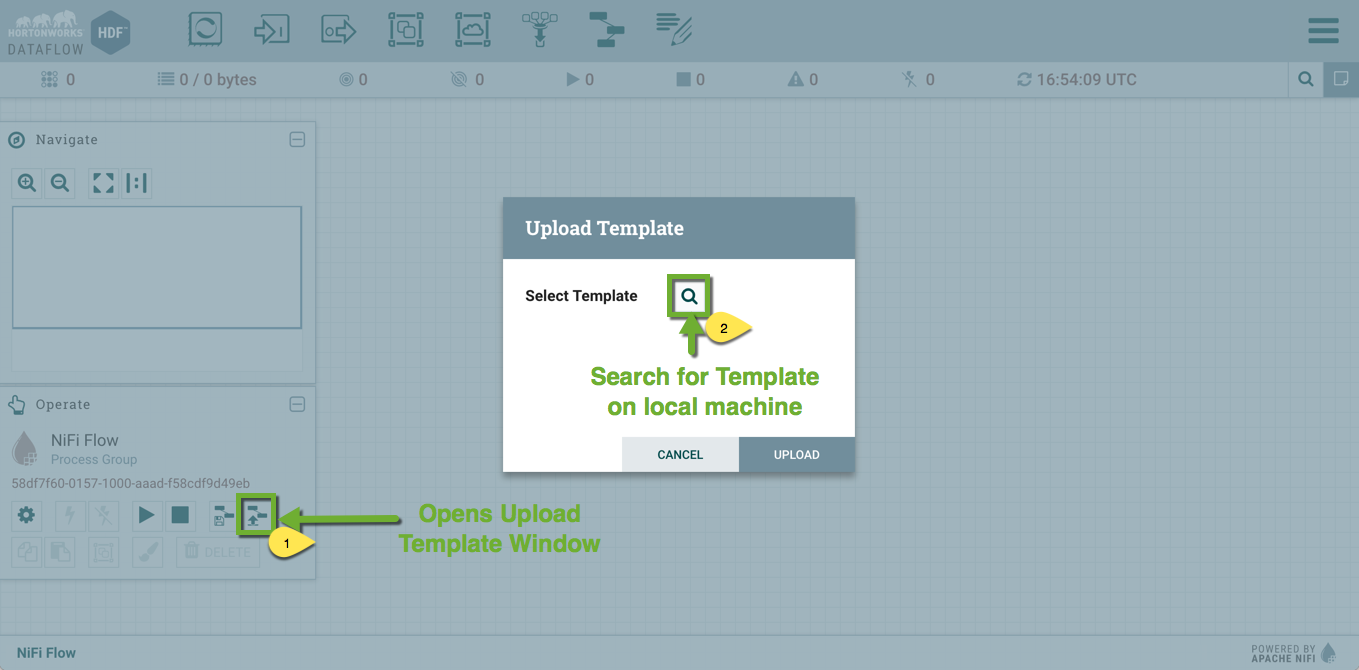 HORTONWORKS
DATAFLOW
HDF™
0
0 / 0 bytes
0
0
0
0
0
0
16:54:09 UTC
Navigate
Upload Template
Select Template
2
Search for Template
on local machine
CANCEL
UPLOAD
Operate
NiFi Flow
Process Group
58df7f60-0157-1000-aaad-f58cdf9d49eb
1
Opens Upload
Template Window
DELETE
NiFi Flow
POWERED BY
APACHE NIFI